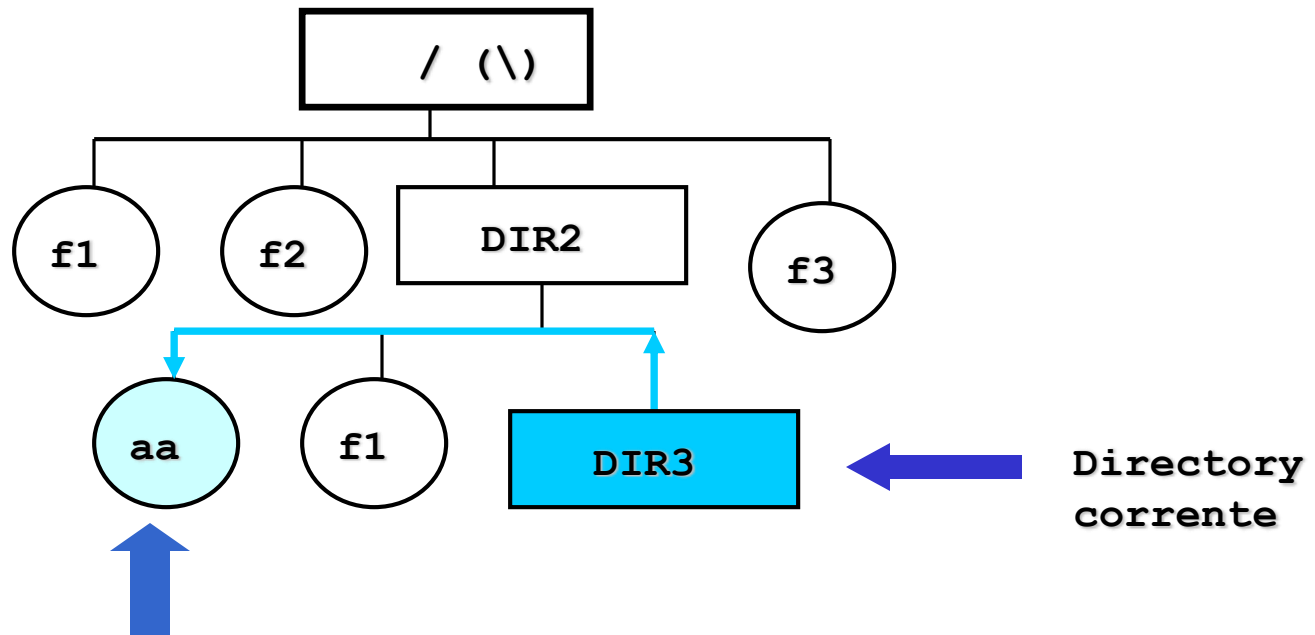 / (\)
f1
f2
DIR2
f3
aa
f1
DIR3
Directory
corrente